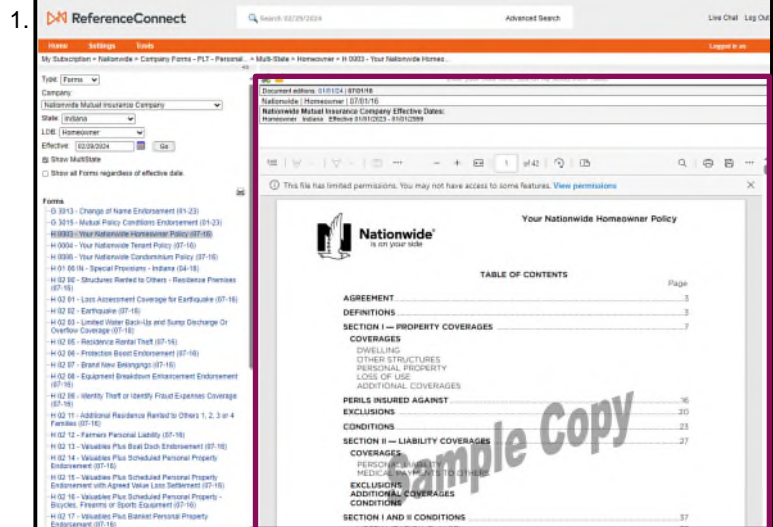 1.
ReferenceConnect
Search 02/29/2024
Advanced Search
Live Chat Log Out
Home Settings Tools
Logged in as
My Subscription > Nationwide > Company Forms - PLT - Personal... > Multi-State > Homeowner > H 0003 - Your Nationwide Homeo...
Type: Forms
Company:
Nationwide Mutual Insurance Company
State: Indiana
LOB: Homeowner
Effective: 02/29/2024 Go
Show MultiState
Show all Forms regardless of effective date.
Forms
G 3013 - Change of Name Endorsement (01-23)
G 3015 - Mutual Policy Conditions Endorsement (01-23)
H 0003 - Your Nationwide Homeowner Policy (07-16)
H 0004 - Your Nationwide Tenant Policy (07-16)
H 0006 - Your Nationwide Condominium Policy (07-16)
H 01 00 IN - Special Provisions - Indiana (04-18)
H 02 00 - Structures Rented to Others - Residence Premises
(07-16)
H 02 01 - Loss Assessment Coverage for Earthquake (07-16)
H 02 02 - Earthquake (07-16)
H 02 03 - Limited Water Back-Up and Sump Discharge Or
Overflow Coverage (07-16)
H 02 05 - Residence Rental Theft (07-16)
H 02 06 - Protection Boost Endorsement (07-16)
H 02 07 - Brand New Belongings (07-16)
H 02 08 - Equipment Breakdown Enhancement Endorsement
(07-16)
H 02 09 - Identity Theft or Identify Fraud Expenses Coverage
(07-16)
H 02 11 - Additional Residence Rented to Others 1, 2, 3 or 4
Families (07-16)
H 02 12 - Farmers Personal Liability (07-16)
H 02 13 - Valuables Plus Boat Dock Endorsement (07-16)
H 02 14 - Valuables Plus Scheduled Personal Property
Endorsement (07-16)
H 02 15 - Valuables Plus Scheduled Personal Property
Endorsement with Agreed Value Loss Settlement (07-16)
H 02 16 - Valuables Plus Scheduled Personal Property -
Bicycles, Firearms or Sports Equipment (07-16)
H 02 17 - Valuables Plus Blanket Personal Property
Endorsement (07-16)
Document editions: 01/01/24 | 07/01/16
Nationwide | Homeowner | 07/01/16
Nationwide Mutual Insurance Company Effective Dates:
Homeowner Indiana Effective 01/01/2023 - 01/01/2999
1 of 42
This file has limited permissions. You may not have access to some features. View permissions
Nationwide®
is on your side
Your Nationwide Homeowner Policy
TABLE OF CONTENTS
Page
AGREEMENT 3
DEFINITIONS 3
SECTION I — PROPERTY COVERAGES 7
COVERAGES
DWELLING
OTHER STRUCTURES
PERSONAL PROPERTY
LOSS OF USE
ADDITIONAL COVERAGES
PERILS INSURED AGAINST 16
EXCLUSIONS 20
CONDITIONS 23
SECTION II — LIABILITY COVERAGES 27
COVERAGES
PERSONAL LIABILITY
MEDICAL PAYMENTS TO OTHERS
EXCLUSIONS
ADDITIONAL COVERAGES
CONDITIONS
SECTION I AND II CONDITIONS 37
Sample Copy